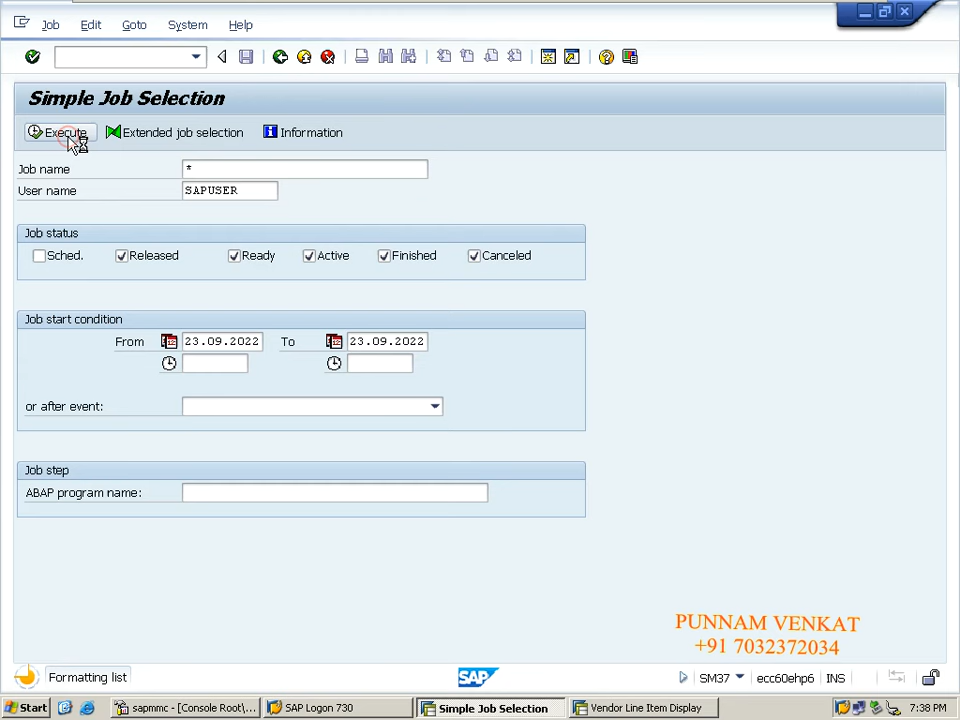 Job Edit Goto System Help
Simple Job Selection
Execute Extended job selection Information
Job name *
User name SAPUSER
Job status
Sched. Released Ready Active Finished Canceled
Job start condition
From 23.09.2022 To 23.09.2022
or after event:
Job step
ABAP program name:
PUNNAM VENKAT
+91 7032372034
Formatting list SAP SM37 ecc60ehp6 INS
Start sapmmc - [Console Root\... SAP Logon 730 Simple Job Selection Vendor Line Item Display 7:38 PM